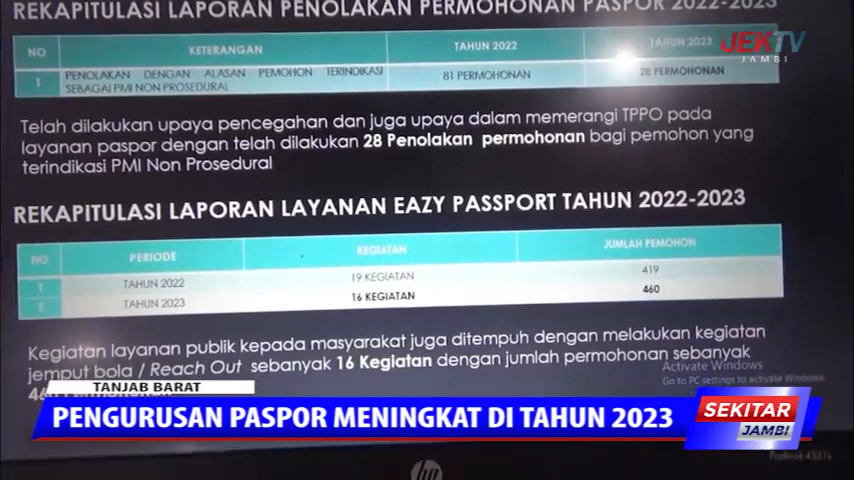 REKAPITULASI LAPORAN PENOLAKAN PERMOHONAN PASPOR 2022-2023
NO KETERANGAN TAHUN 2022 TAHUN 2023
1 PENOLAKAN DENGAN ALASAN PEMOHON TERINDIKASI SEBAGAI PMI NON PROSEDURAL 81 PERMOHONAN 28 PERMOHONAN
JEKTV
JAMBI
Telah dilakukan upaya pencegahan dan juga upaya dalam memerangi TPPO pada
layanan paspor dengan telah dilakukan 28 Penolakan permohonan bagi pemohon yang
terindikasi PMI Non Prosedural
REKAPITULASI LAPORAN LAYANAN EAZY PASSPORT TAHUN 2022-2023
NO PERIODE KEGIATAN JUMLAH PEMOHON
1 TAHUN 2022 19 KEGIATAN 419
2 TAHUN 2023 16 KEGIATAN 460
Kegiatan layanan publik kepada masyarakat juga ditempuh dengan melakukan kegiatan
jemput bola / Reach Out sebanyak 16 Kegiatan dengan jumlah permohonan sebanyak
Activate Windows
Go to PC settings to activate Windows.
TANJAB BARAT
PENGURUSAN PASPOR MENINGKAT DI TAHUN 2023
SEKITAR
JAMBI
hp
ProBook